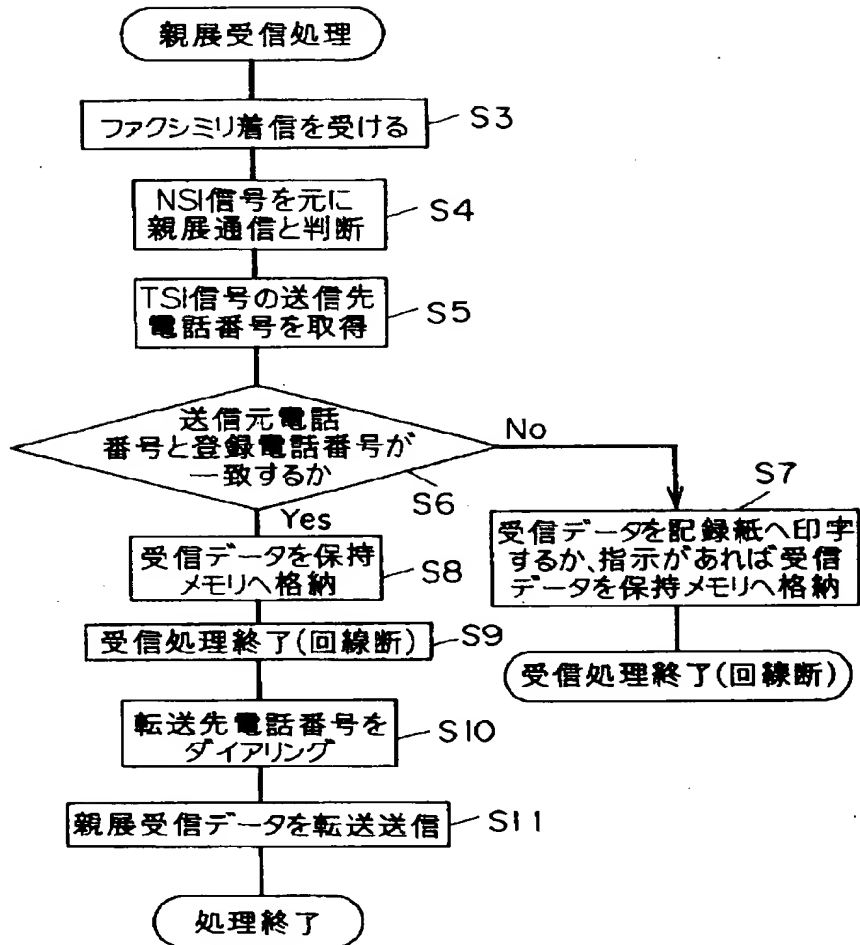 親展受信処理
ファクシミリ着信を受ける
S3
NSI信号を元に
親展通信と判断
S4
TSI信号の送信先
電話番号を取得
S5
送信元電話
番号と登録電話番号が
一致するか
S6
No
Yes
S7
受信データを記録紙へ印字
するか、指示があれば受信
データを保持メモリへ格納
受信処理終了(回線断)
受信データを保持
メモリへ格納
S8
受信処理終了(回線断)
S9
転送先電話番号を
ダイアリング
S10
親展受信データを転送送信
S11
処理終了